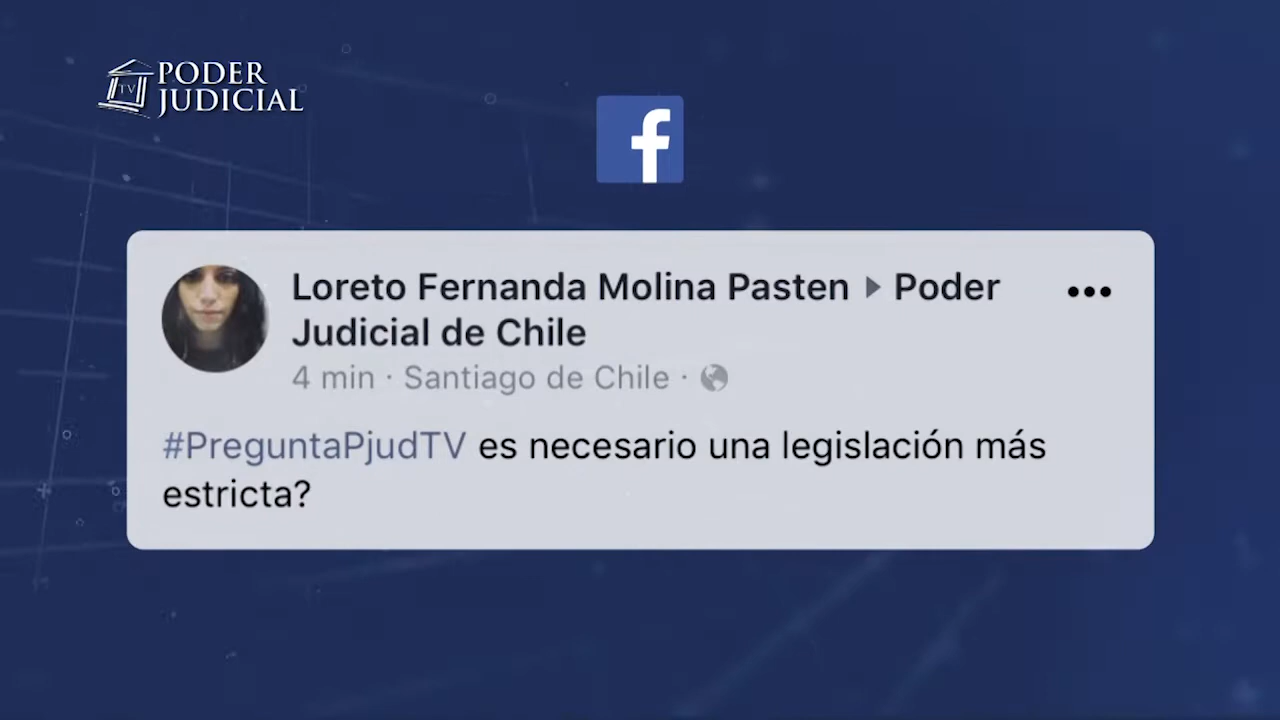 TV PODER
JUDICIAL
f
Loreto Fernanda Molina Pasten ▸ Poder
Judicial de Chile
4 min · Santiago de Chile ·
#PreguntaPjudTV es necesario una legislación más
estricta?